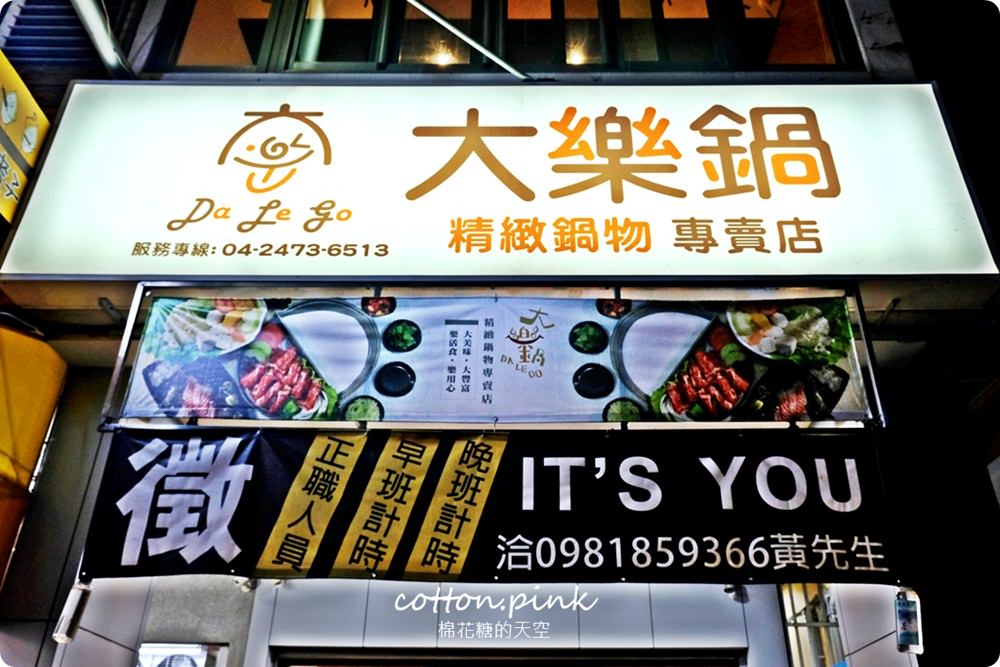 大樂鍋
Da Le Go
精緻鍋物 專賣店
服務專線: 04-2473-6513
大樂鍋
DA LE GO
精緻鍋物專賣店
大美味・大豐富
樂活食・樂用心
徵
正職人員
早班計時
晚班計時
IT'S YOU
洽0981859366黃先生
cotton.pink
棉花糖的天空